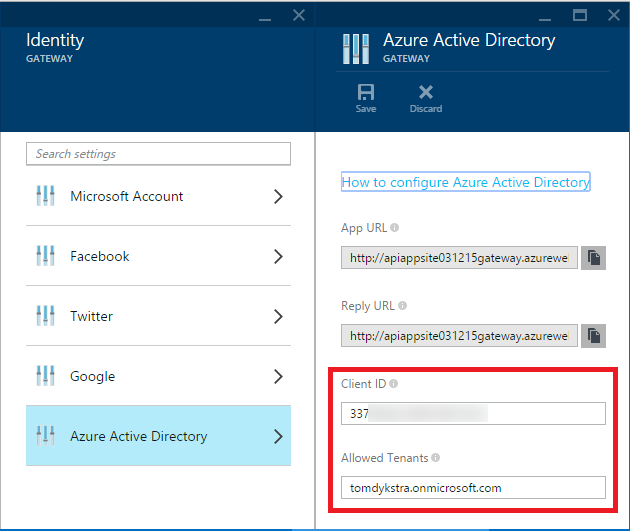 Identity
GATEWAY
Search settings
Microsoft Account
Facebook
Twitter
Google
Azure Active Directory
Azure Active Directory
GATEWAY
Save
Discard
How to configure Azure Active Directory
App URL
http://apiappsite031215gateway.azurewe
Reply URL
http://apiappsite031215gateway.azurewe
Client ID
337
Allowed Tenants
tomdykstra.onmicrosoft.com